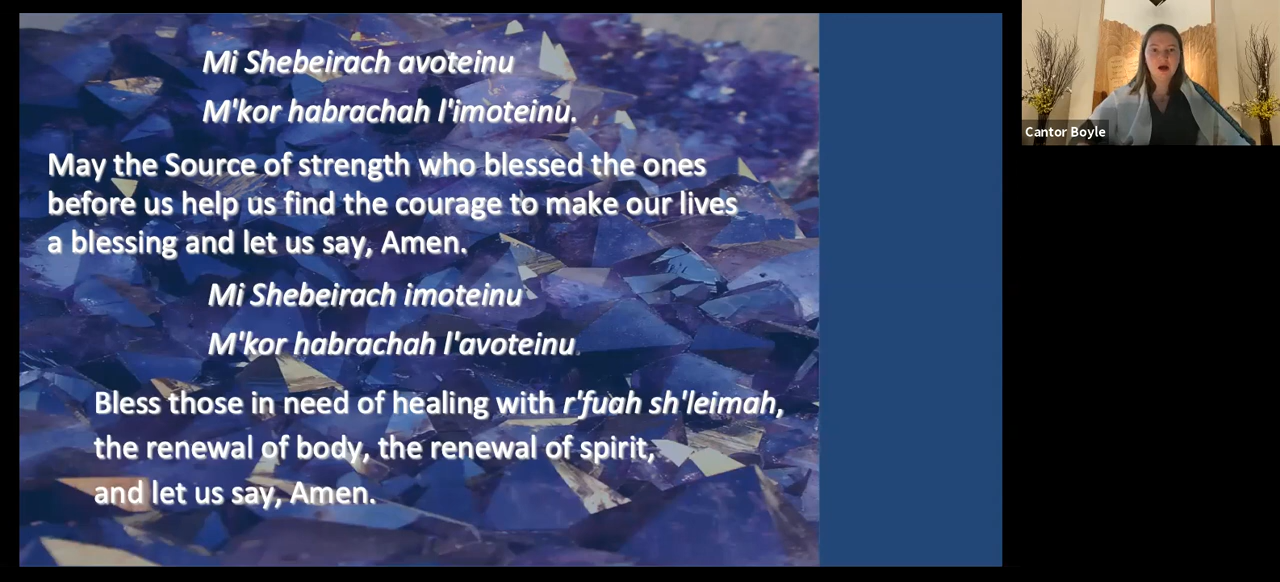 Mi Shebeirach avoteinu
M'kor habrachah l'imoteinu.
May the Source of strength who blessed the ones
before us help us find the courage to make our lives
a blessing and let us say, Amen.
Mi Shebeirach imoteinu
M'kor habrachah l'avoteinu.
Bless those in need of healing with r'fuah sh'leimah,
the renewal of body, the renewal of spirit,
and let us say, Amen.
Cantor Boyle